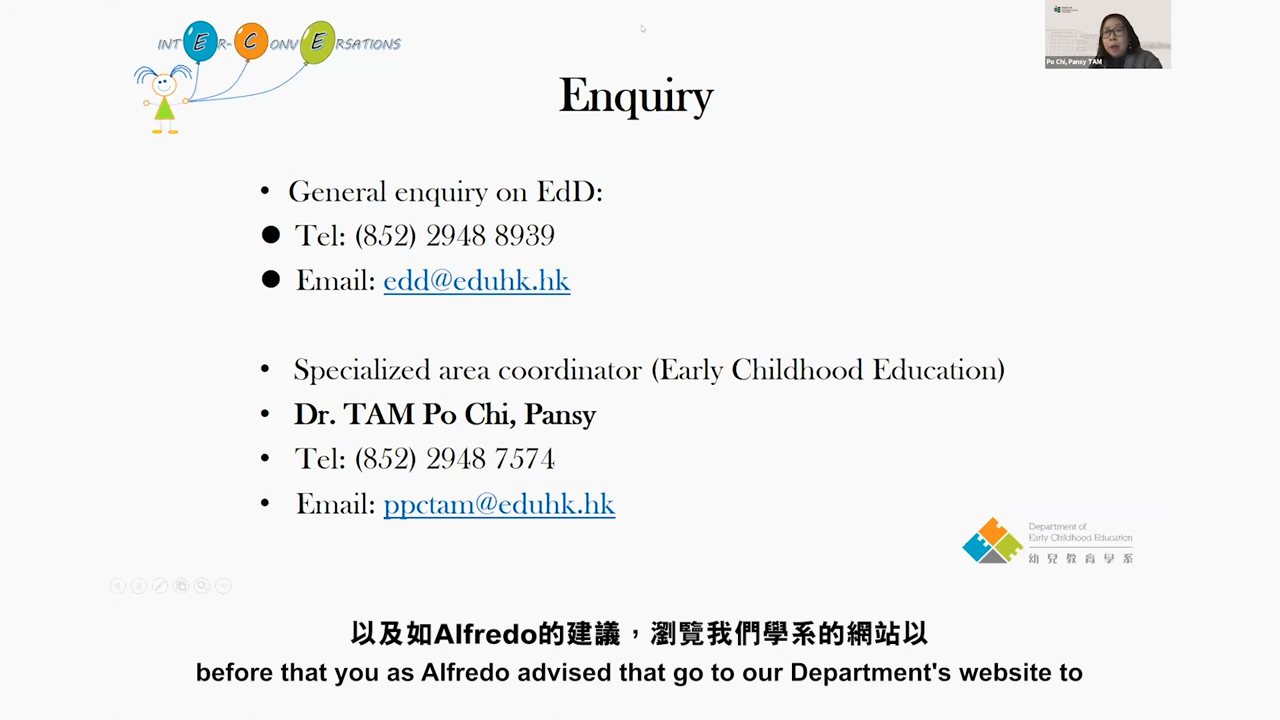 INTER-CONVERSATIONS
Po Chi, Pansy TAM
Enquiry
• General enquiry on EdD:
● Tel: (852) 2948 8939
● Email: edd@eduhk.hk
• Specialized area coordinator (Early Childhood Education)
• Dr. TAM Po Chi, Pansy
• Tel: (852) 2948 7574
• Email: ppctam@eduhk.hk
Department of
Early Childhood Education
幼兒教育學系
以及如Alfredo的建議，瀏覽我們學系的網站以
before that you as Alfredo advised that go to our Department's website to